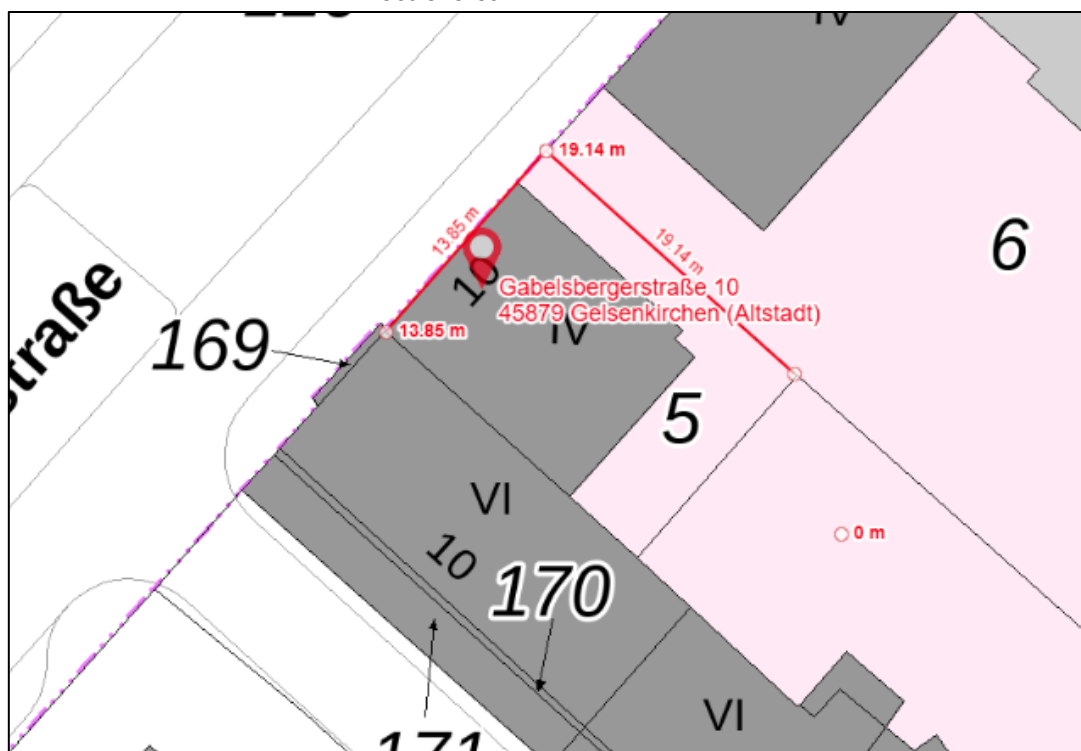 IV
19.14 m
13.85 m
19.14 m
6
10
Gabelsbergerstraße 10
45879 Gelsenkirchen (Altstadt)
IV
straße
169
13.85 m
5
VI
10
0 m
170
VI
171